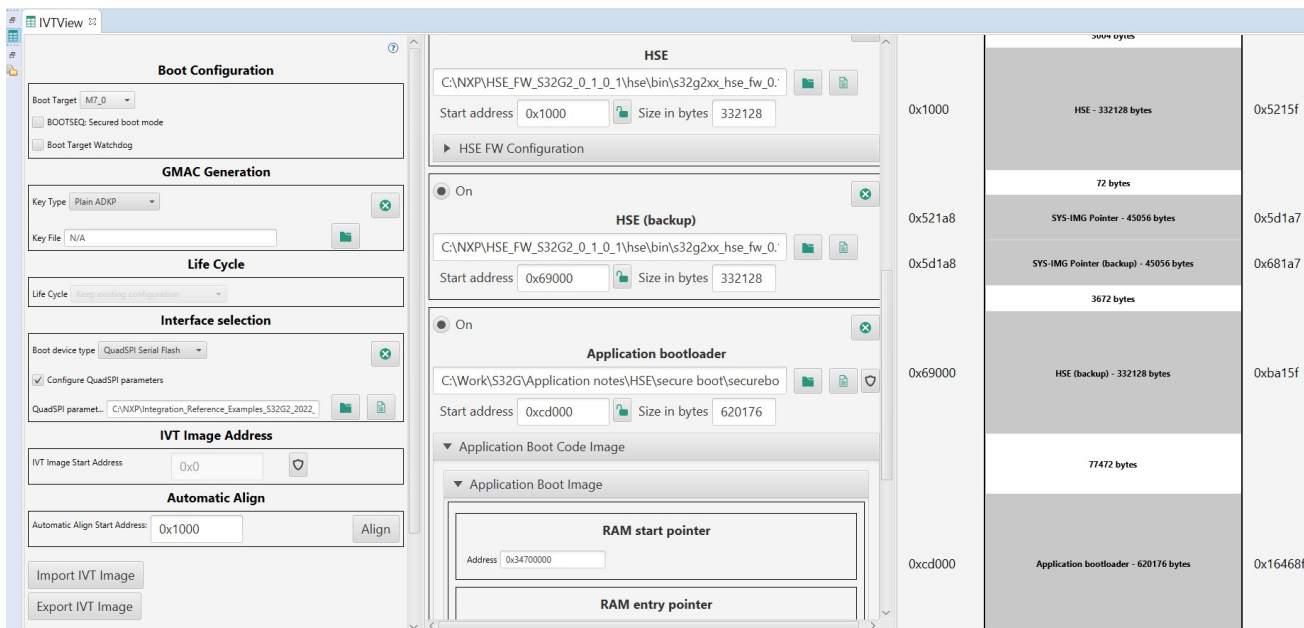 IVTView
Boot Configuration
Boot Target M7_0
BOOTSEQ: Secured boot mode
Boot Target Watchdog
GMAC Generation
Key Type Plain ADKP
Key File N/A
Life Cycle
Life Cycle Keep existing configuration
Interface selection
Boot device type QuadSPI Serial Flash
Configure QuadSPI parameters
QuadSPI paramet... C:\NXP\Integration_Reference_Examples_S32G2_2022_
IVT Image Address
IVT Image Start Address 0x0
Automatic Align
Automatic Align Start Address: 0x1000 Align
Import IVT Image
Export IVT Image
HSE
C:\NXP\HSE_FW_S32G2_0_1_0_1\hse\bin\s32g2xx_hse_fw_0.
Start address 0x1000 Size in bytes 332128
HSE FW Configuration
On
HSE (backup)
C:\NXP\HSE_FW_S32G2_0_1_0_1\hse\bin\s32g2xx_hse_fw_0.
Start address 0x69000 Size in bytes 332128
On
Application bootloader
C:\Work\S32G\Application notes\HSE\secure boot\securebo
Start address 0xcd000 Size in bytes 620176
Application Boot Code Image
Application Boot Image
RAM start pointer
Address 0x34700000
RAM entry pointer
0x1000 HSE - 332128 bytes 0x5215f
72 bytes
0x521a8 SYS-IMG Pointer - 45056 bytes 0x5d1a7
0x5d1a8 SYS-IMG Pointer (backup) - 45056 bytes 0x681a7
3672 bytes
0x69000 HSE (backup) - 332128 bytes 0xba15f
77472 bytes
0xcd000 Application bootloader - 620176 bytes 0x16468f